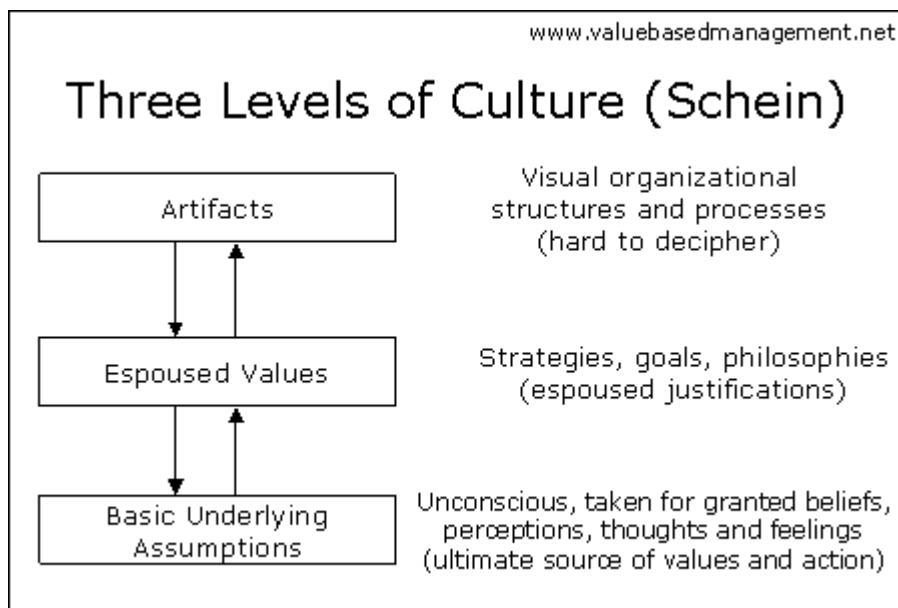 www.valuebasedmanagement.net
Three Levels of Culture (Schein)
Artifacts
Visual organizational
structures and processes
(hard to decipher)
Espoused Values
Strategies, goals, philosophies
(espoused justifications)
Basic Underlying
Assumptions
Unconscious, taken for granted beliefs,
perceptions, thoughts and feelings
(ultimate source of values and action)